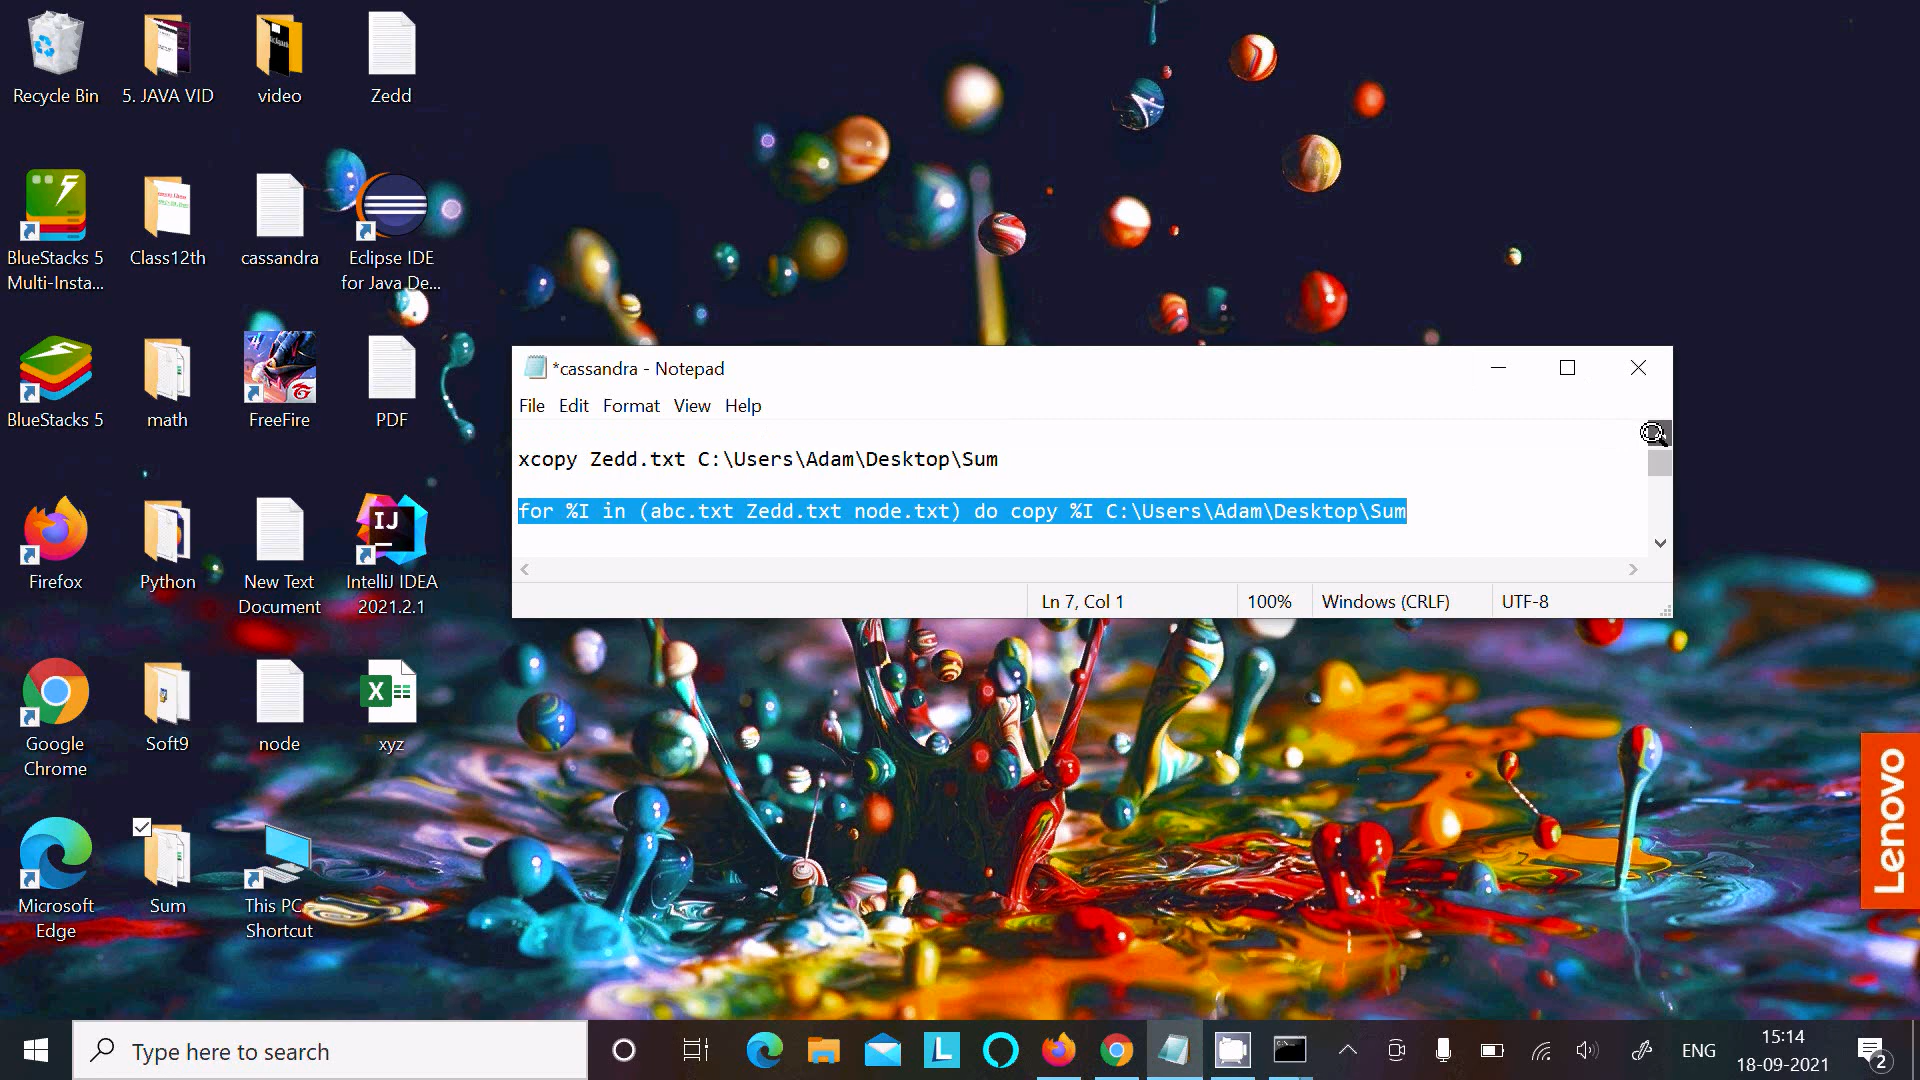 Recycle Bin
5. JAVA VID
video
Zedd
BlueStacks 5
Multi-Insta...
Class12th
cassandra
Eclipse IDE
for Java De...
BlueStacks 5
math
FreeFire
PDF
Firefox
Python
New Text
Document
IntelliJ IDEA
2021.2.1
Google
Chrome
Soft9
node
xyz
Microsoft
Edge
Sum
This PC -
Shortcut
*cassandra - Notepad
File Edit Format View Help
xcopy Zedd.txt C:\Users\Adam\Desktop\Sum
for %I in (abc.txt Zedd.txt node.txt) do copy %I C:\Users\Adam\Desktop\Sum
Ln 7, Col 1
100%
Windows (CRLF)
UTF-8
Lenovo
Type here to search
ENG
15:14
18-09-2021
2